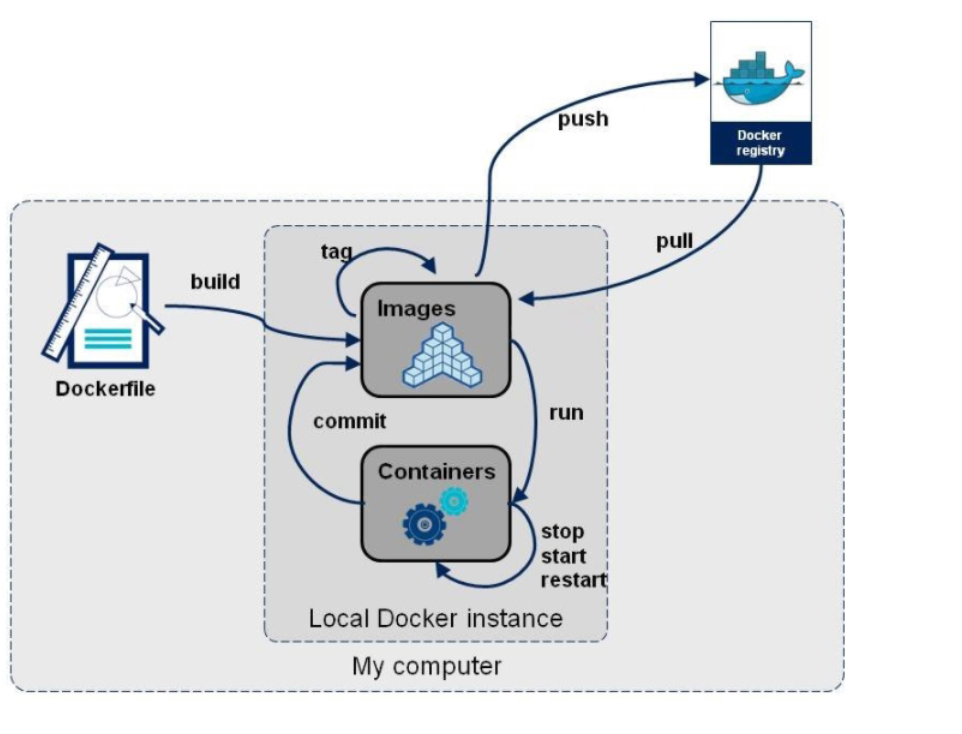 Docker
registry
push
pull
tag
build
Images
Dockerfile
commit
run
Containers
stop
start
restart
Local Docker instance
My computer